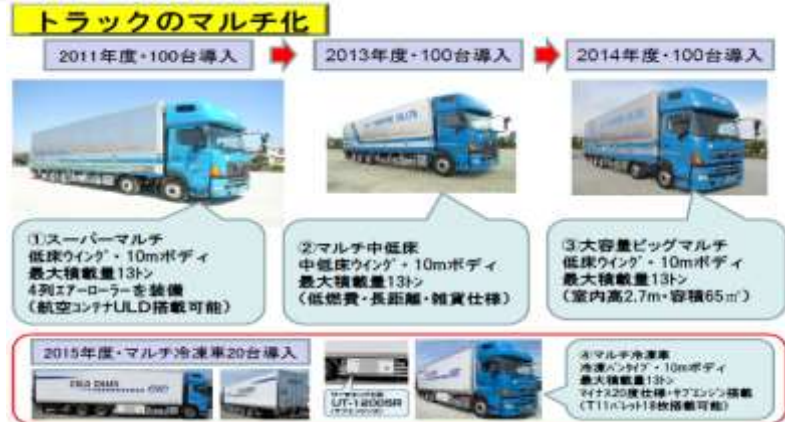 トラックのマルチ化
2011年度・100台導入
2013年度・100台導入
2014年度・100台導入
①スーパーマルチ
低床ウイング・10mボディ
最大積載量13トン
4列エアーローラーを装備
(航空コンテナULD搭載可能)
②マルチ中低床
中低床ウイング・10mボディ
最大積載量13トン
(低燃費・長距離・雑貨仕様)
③大容量ビッグマルチ
低床ウイング・10mボディ
最大積載量13トン
(室内高2.7m・容積65㎥)
2015年度・マルチ冷凍車20台導入
COLD CHAIN
UT-1200SR
(サブエンジン)
④マルチ冷凍車
冷凍バンタイプ・10mボディ
最大積載量13トン
マイナス20度仕様・サブエンジン搭載
(T11パレット18枚搭載可能)